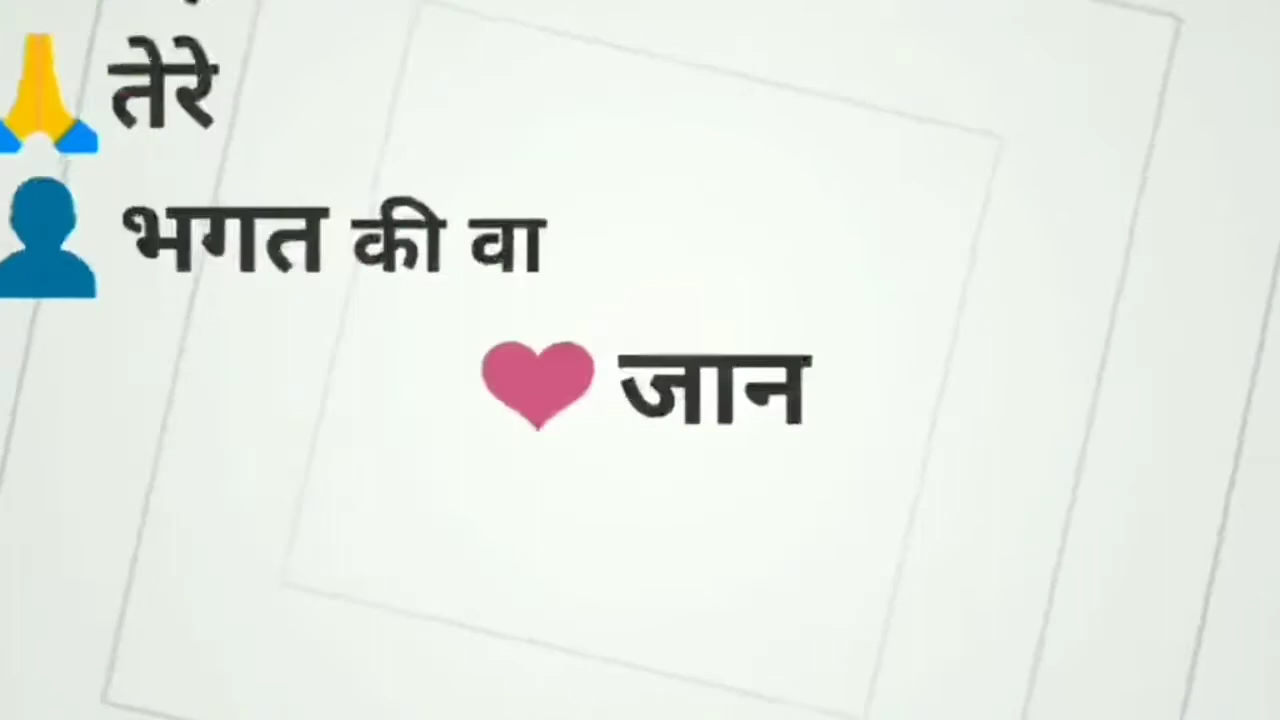 तेरे
भगत की वा
जान